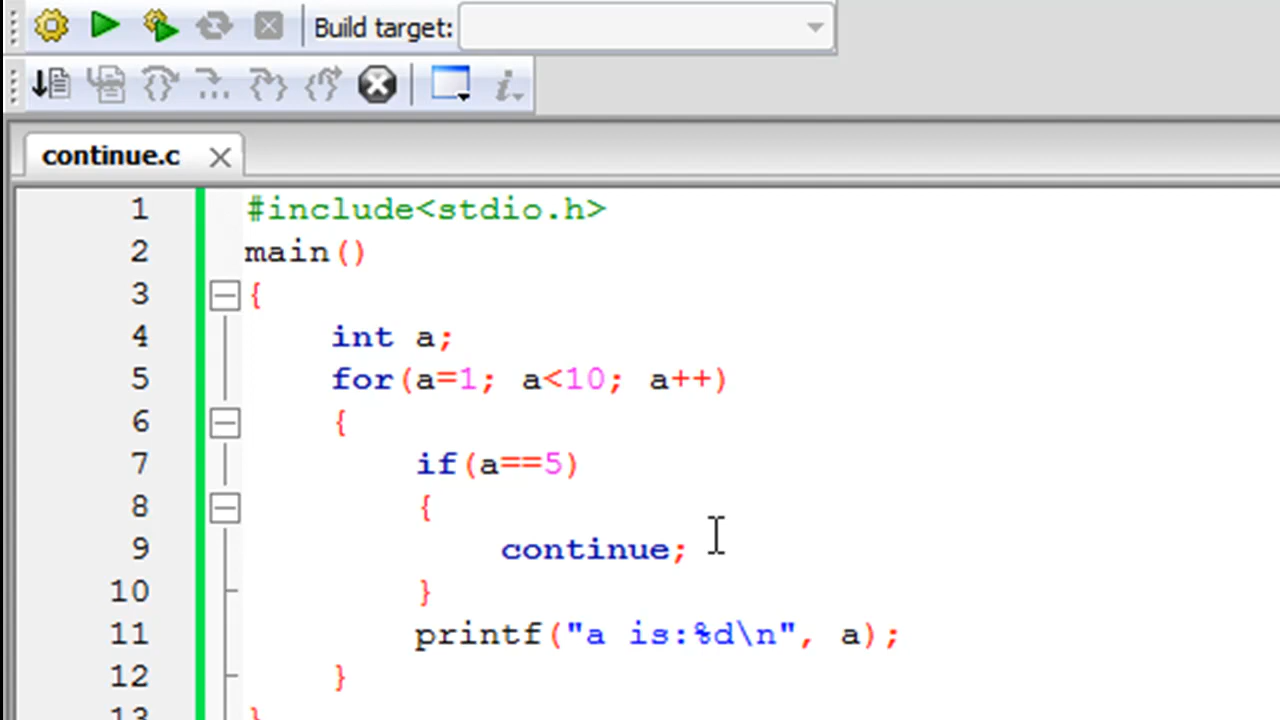 Build target:
continue.c
1 #include<stdio.h>
2 main()
3 {
4 int a;
5 for(a=1; a<10; a++)
6 {
7 if(a==5)
8 {
9 continue;
10 }
11 printf("a is:%d\n", a);
12 }
13 }